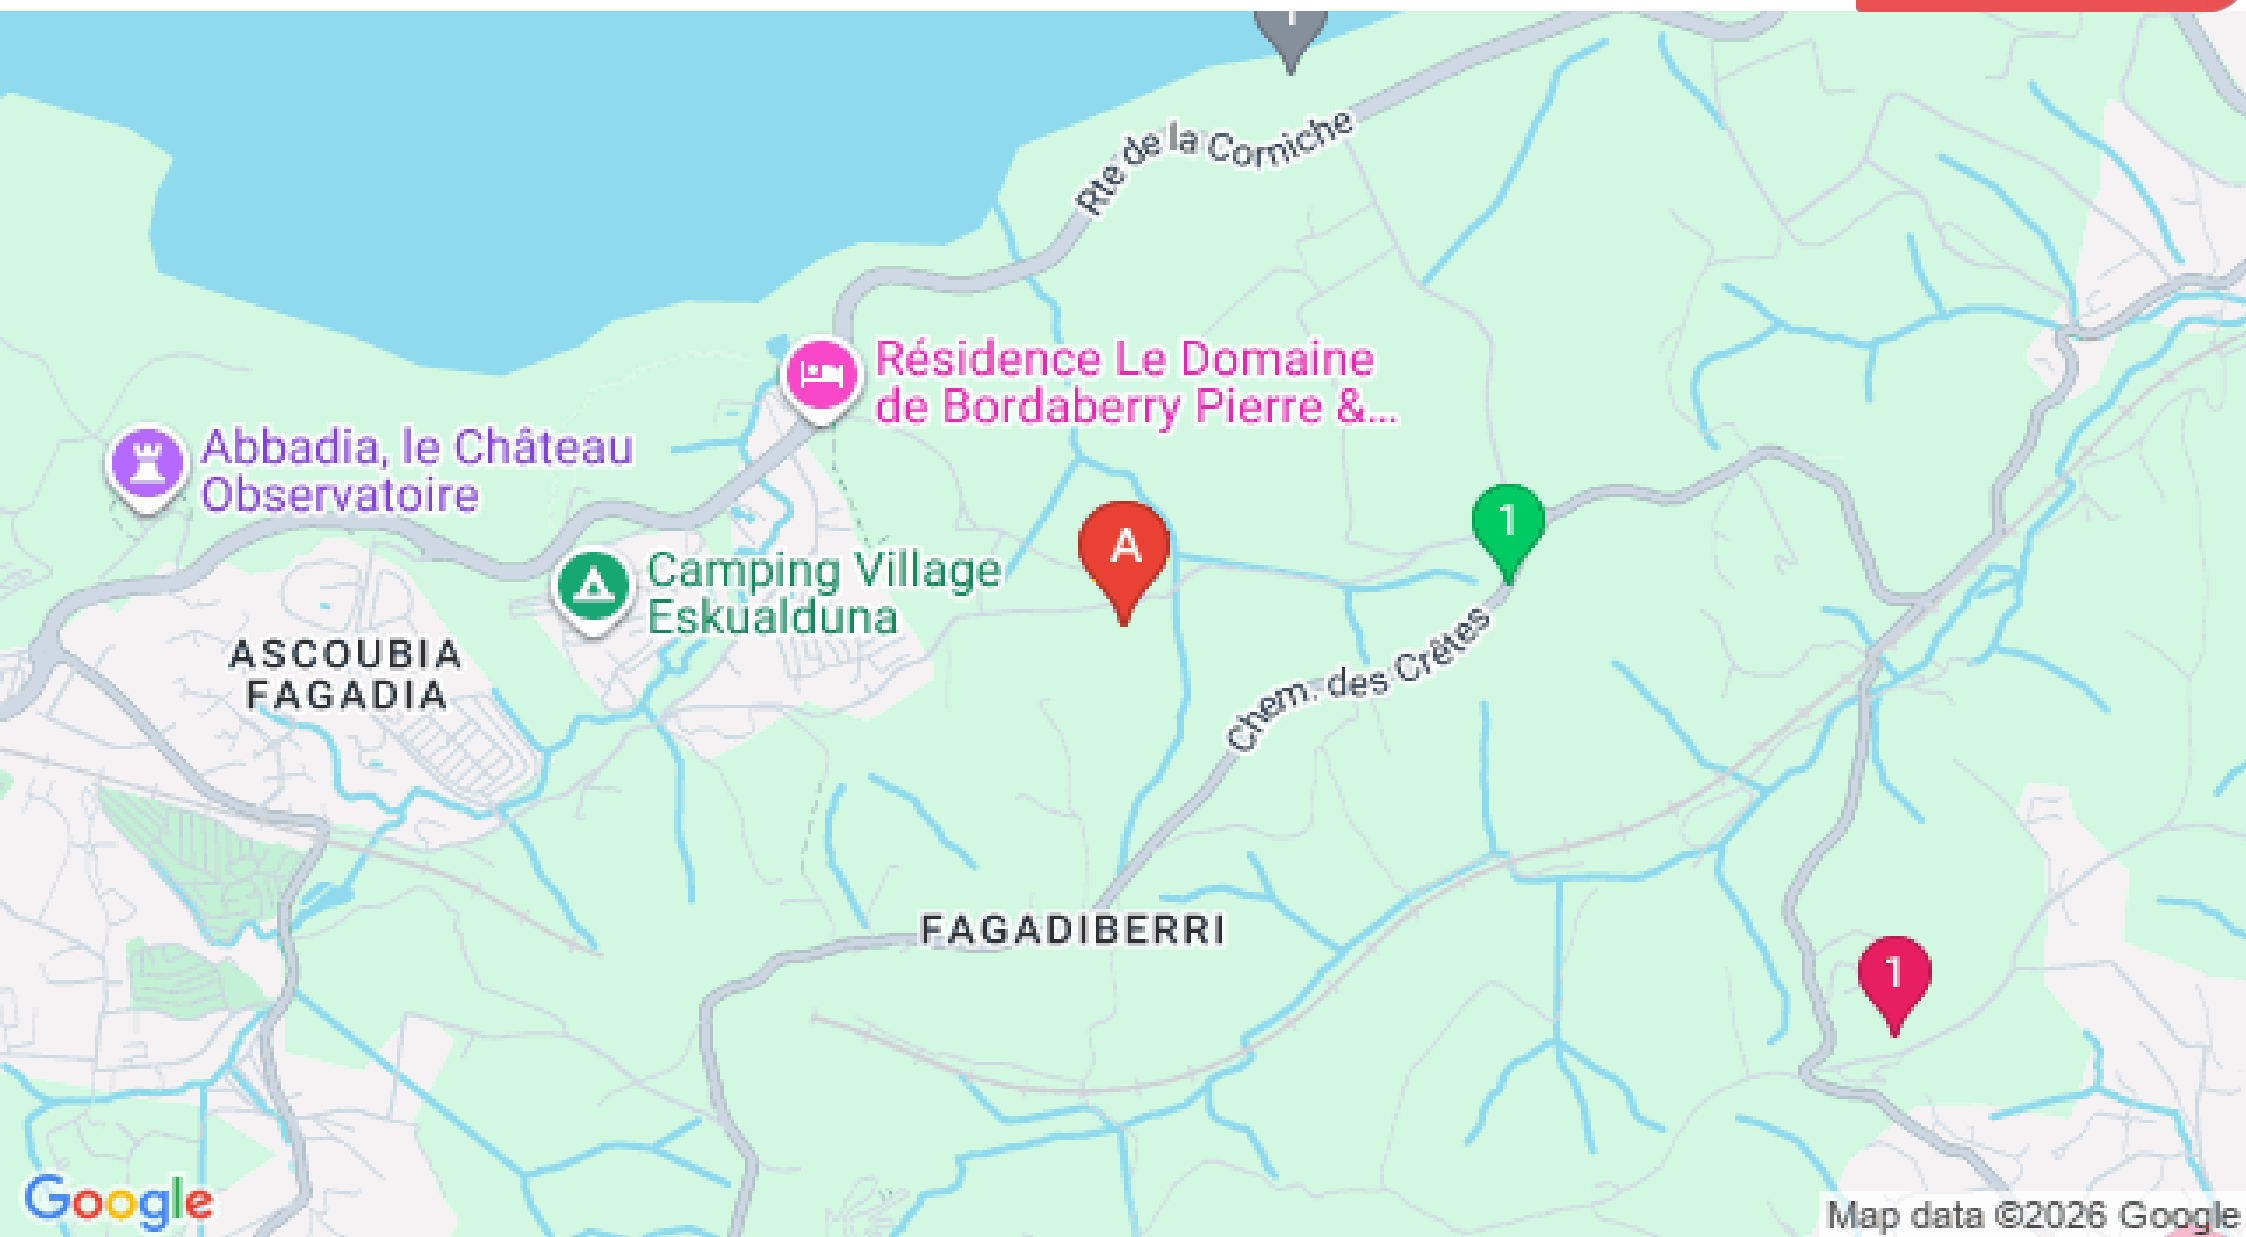 Rte de la Corniche
Résidence Le Domaine
de Bordaberry Pierre &...
Abbadia, le Château
Observatoire
A
1
Camping Village
Eskualduna
Chem. des Crêtes
ASCOUBIA
FAGADIA
FAGADIBERRI
1
Google
Map data ©2026 Google